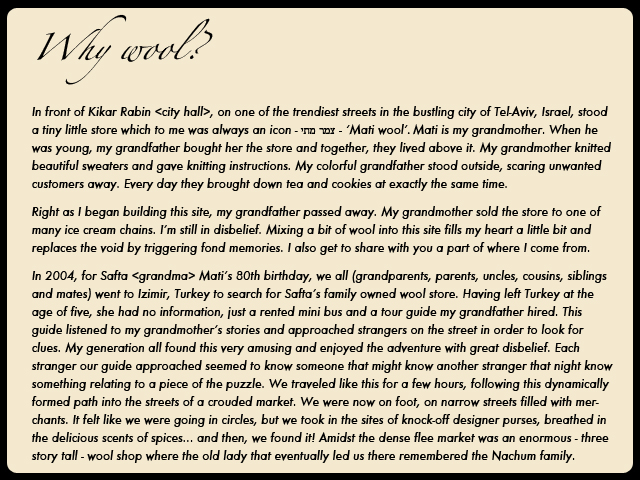 Why wool?
In front of Kikar Rabin <city hall>, on one of the trendiest streets in the bustling city of Tel-Aviv, Israel, stood
a tiny little store which to me was always an icon - צמר מתי - ‘Mati wool’. Mati is my grandmother. When he
was young, my grandfather bought her the store and together, they lived above it. My grandmother knitted
beautiful sweaters and gave knitting instructions. My colorful grandfather stood outside, scaring unwanted
customers away. Every day they brought down tea and cookies at exactly the same time.
Right as I began building this site, my grandfather passed away. My grandmother sold the store to one of
many ice cream chains. I’m still in disbelief. Mixing a bit of wool into this site fills my heart a little bit and
replaces the void by triggering fond memories. I also get to share with you a part of where I come from.
In 2004, for Safta <grandma> Mati’s 80th birthday, we all (grandparents, parents, uncles, cousins, siblings
and mates) went to Izimir, Turkey to search for Safta’s family owned wool store. Having left Turkey at the
age of five, she had no information, just a rented mini bus and a tour guide my grandfather hired. This
guide listened to my grandmother’s stories and approached strangers on the street in order to look for
clues. My generation all found this very amusing and enjoyed the adventure with great disbelief. Each
stranger our guide approached seemed to know someone that might know another stranger that night know
something relating to a piece of the puzzle. We traveled like this for a few hours, following this dynamically
formed path into the streets of a crouded market. We were now on foot, on narrow streets filled with mer-
chants. It felt like we were going in circles, but we took in the sites of knock-off designer purses, breathed in
the delicious scents of spices... and then, we found it! Amidst the dense flee market was an enormous - three
story tall - wool shop where the old lady that eventually led us there remembered the Nachum family.